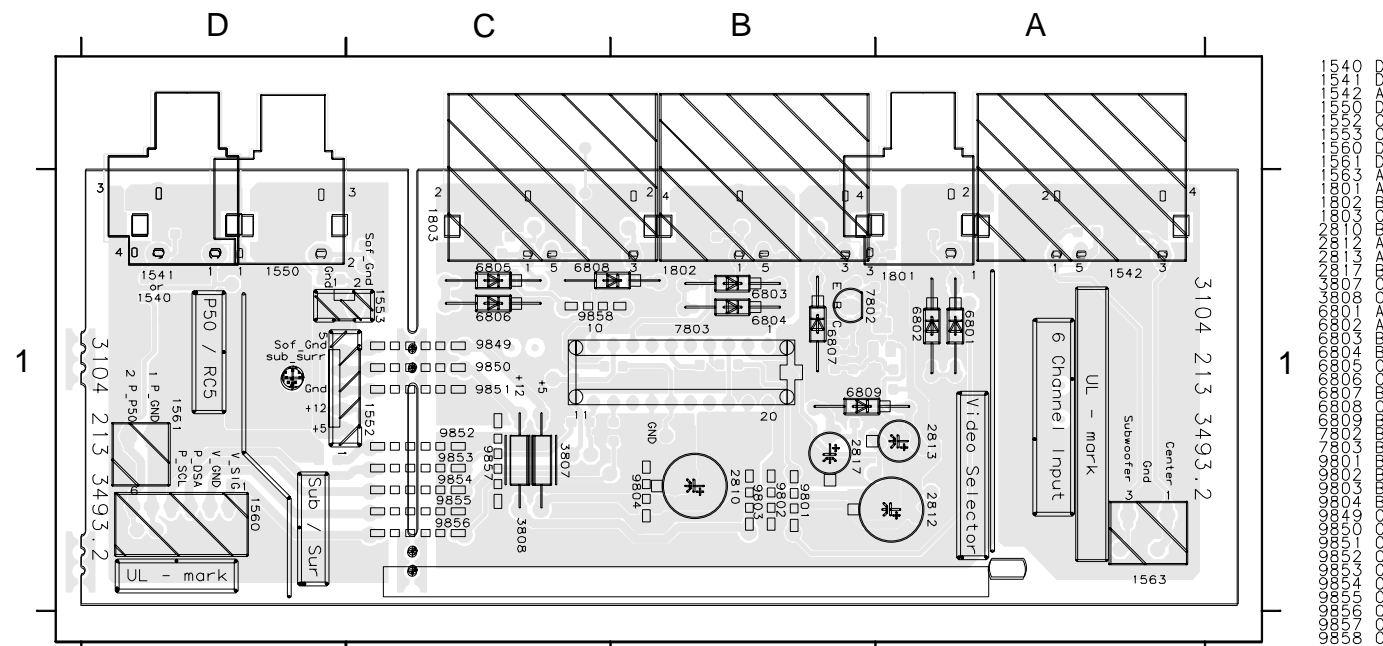 D C B A
1540 D
1541 D
1542 A
1550 D
1552 C
1553 C
1560 D
1561 D
1563 A
1801 A
1802 B
1803 C
2810 B
2812 A
2813 A
2817 B
3807 C
3808 C
6801 A
6802 A
6803 B
6804 B
6805 C
6806 C
6807 B
6808 C
6809 B
7802 B
7803 B
9801 B
9802 B
9803 B
9804 B
9849 C
9850 C
9851 C
9852 C
9853 C
9854 C
9855 C
9856 C
9857 C
9858 C
1
1
3 3 2 2 4 4 2 2 4
1803
4 1 1 2 1 5 3 1 5 3 3 1 1 5 3
1541
or
1540
1550
Sof_Gnd
Gnd
1 2
1553
6805
6806
6808
1802
1801
1542
6803
6804
9858
10
7803
1
E B C
7802
6807
6802
6801
P50 / RC5
3104 213 3493.2
3104 213 3493.2
5
Sof_Gnd
sub_surr
Gnd
+12
+5
1552
1
9849
9850
9851
+12
+5
11
20
6809
GND
9852
9853
9854
9855
9856
9857
3807
3808
9804
2810
9803
9802
9801
2817
2813
2812
Video Selector
6 Channel Input
UL - mark
Subwoofer
Gnd
Center
3 1
1563
1 P_GND
2 P_P50
1561
V_SIG
V_GND
P_DSA
P_SCL
6 1
1560
Sub / Sur
UL - mark